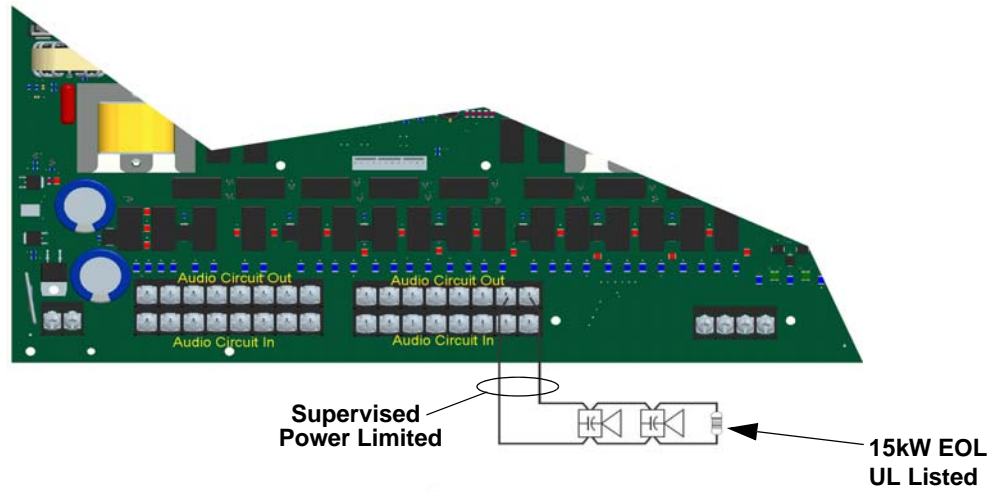 Audio Circuit Out
Audio Circuit Out
Audio Circuit In
Audio Circuit In
Supervised
Power Limited
15kW EOL
UL Listed